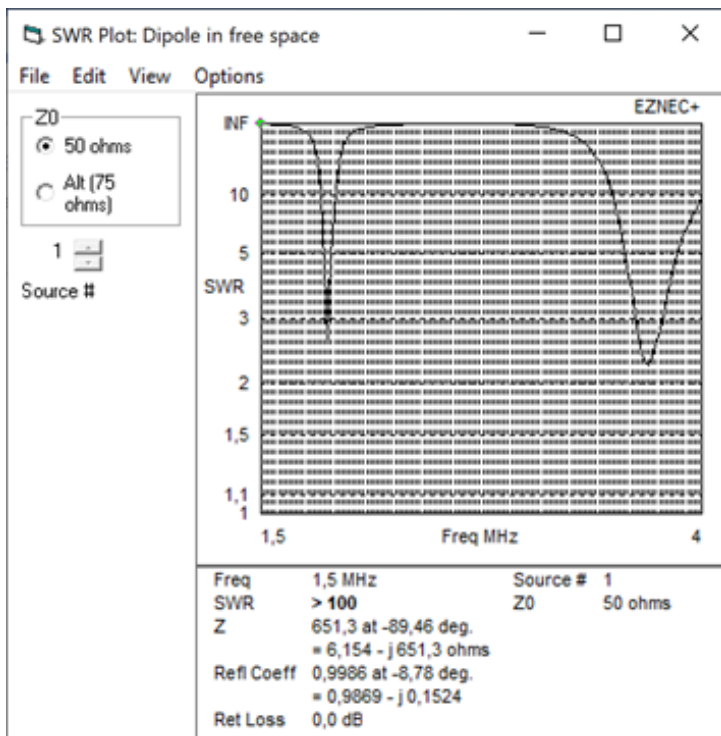 SWR Plot: Dipole in free space
File Edit View Options
Z0
50 ohms
Alt (75
ohms)
1
Source #
EZNEC+
INF
10
5
SWR
3
2
1,5
1,1
1
1,5 Freq MHz 4
Freq 1,5 MHz Source # 1
SWR > 100 Z0 50 ohms
Z 651,3 at -89,46 deg.
= 6,154 - j 651,3 ohms
Refl Coeff 0,9986 at -8,78 deg.
= 0,9869 - j 0,1524
Ret Loss 0,0 dB